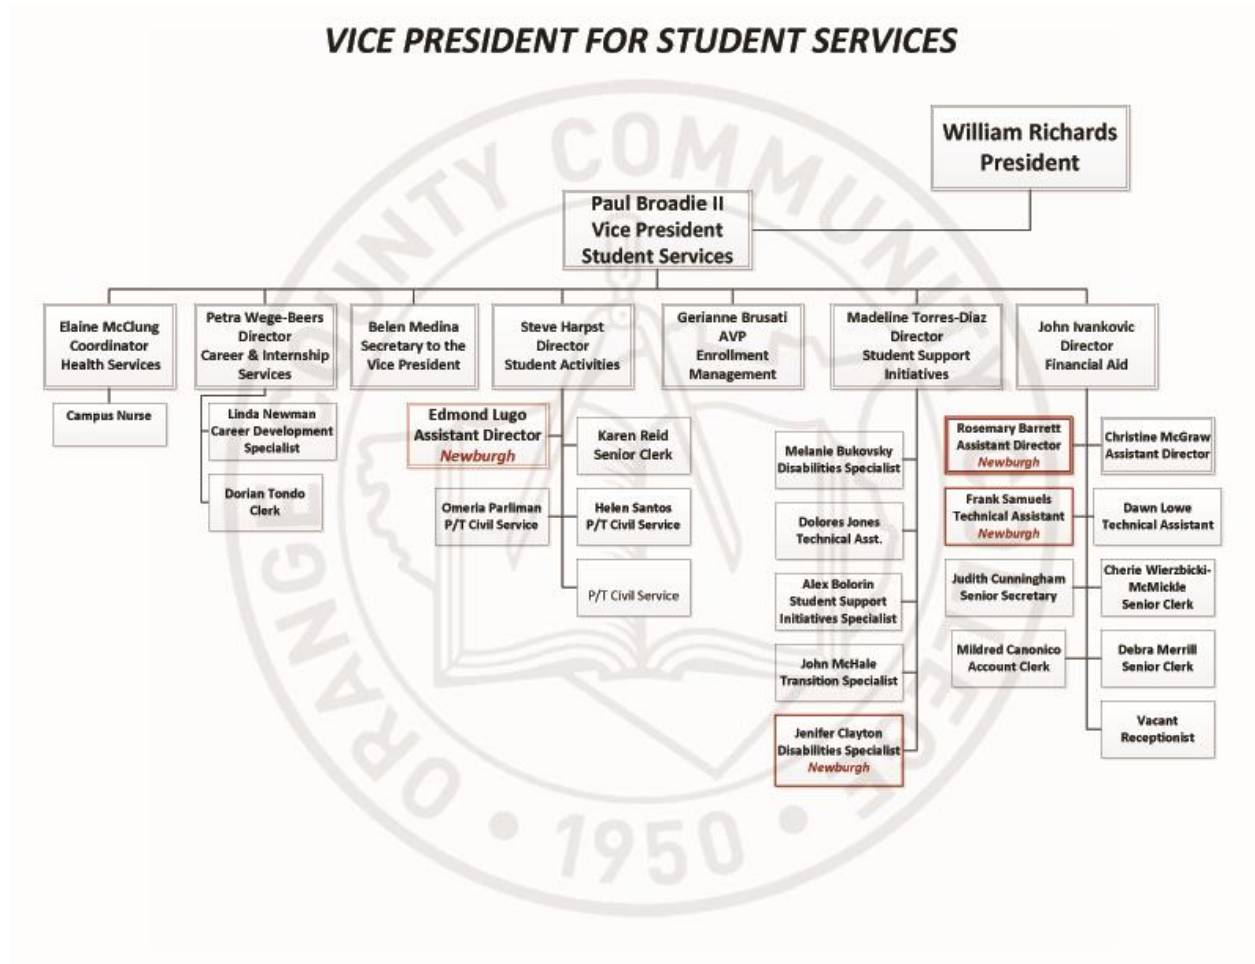 VICE PRESIDENT FOR STUDENT SERVICES
William Richards
President
Paul Broadie II
Vice President
Student Services
Elaine McClung
Coordinator
Health Services
Petra Wege-Beers
Director
Career & Internship
Services
Belen Medina
Secretary to the
Vice President
Steve Harpst
Director
Student Activities
Gerianne Brusati
AVP
Enrollment
Management
Madeline Torres-Diaz
Director
Student Support
Initiatives
John Ivankovic
Director
Financial Aid
Campus Nurse
Linda Newman
Career Development
Specialist
Dorian Tondo
Clerk
Edmond Lugo
Assistant Director
Newburgh
Karen Reid
Senior Clerk
Omeria Parliman
P/T Civil Service
Helen Santos
P/T Civil Service
P/T Civil Service
Melanie Bukovsky
Disabilities Specialist
Dolores Jones
Technical Asst.
Alex Bolorin
Student Support
Initiatives Specialist
John McHale
Transition Specialist
Jenifer Clayton
Disabilities Specialist
Newburgh
Rosemary Barrett
Assistant Director
Newburgh
Christine McGraw
Assistant Director
Frank Samuels
Technical Assistant
Newburgh
Dawn Lowe
Technical Assistant
Judith Cunningham
Senior Secretary
Cherie Wierzbicki-
McMickle
Senior Clerk
Mildred Canonico
Account Clerk
Debra Merrill
Senior Clerk
Vacant
Receptionist
ORANGE COUNTY COMMUNITY COLLEGE
• 1950 •